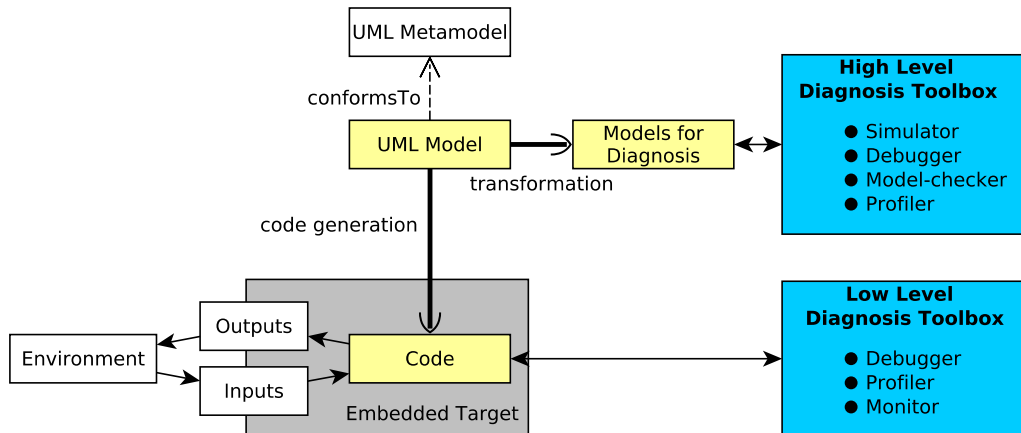 UML Metamodel
conformsTo
UML Model
Models for
Diagnosis
transformation
code generation
High Level
Diagnosis Toolbox
● Simulator
● Debugger
● Model-checker
● Profiler
Outputs
Environment
Inputs
Code
Embedded Target
Low Level
Diagnosis Toolbox
● Debugger
● Profiler
● Monitor